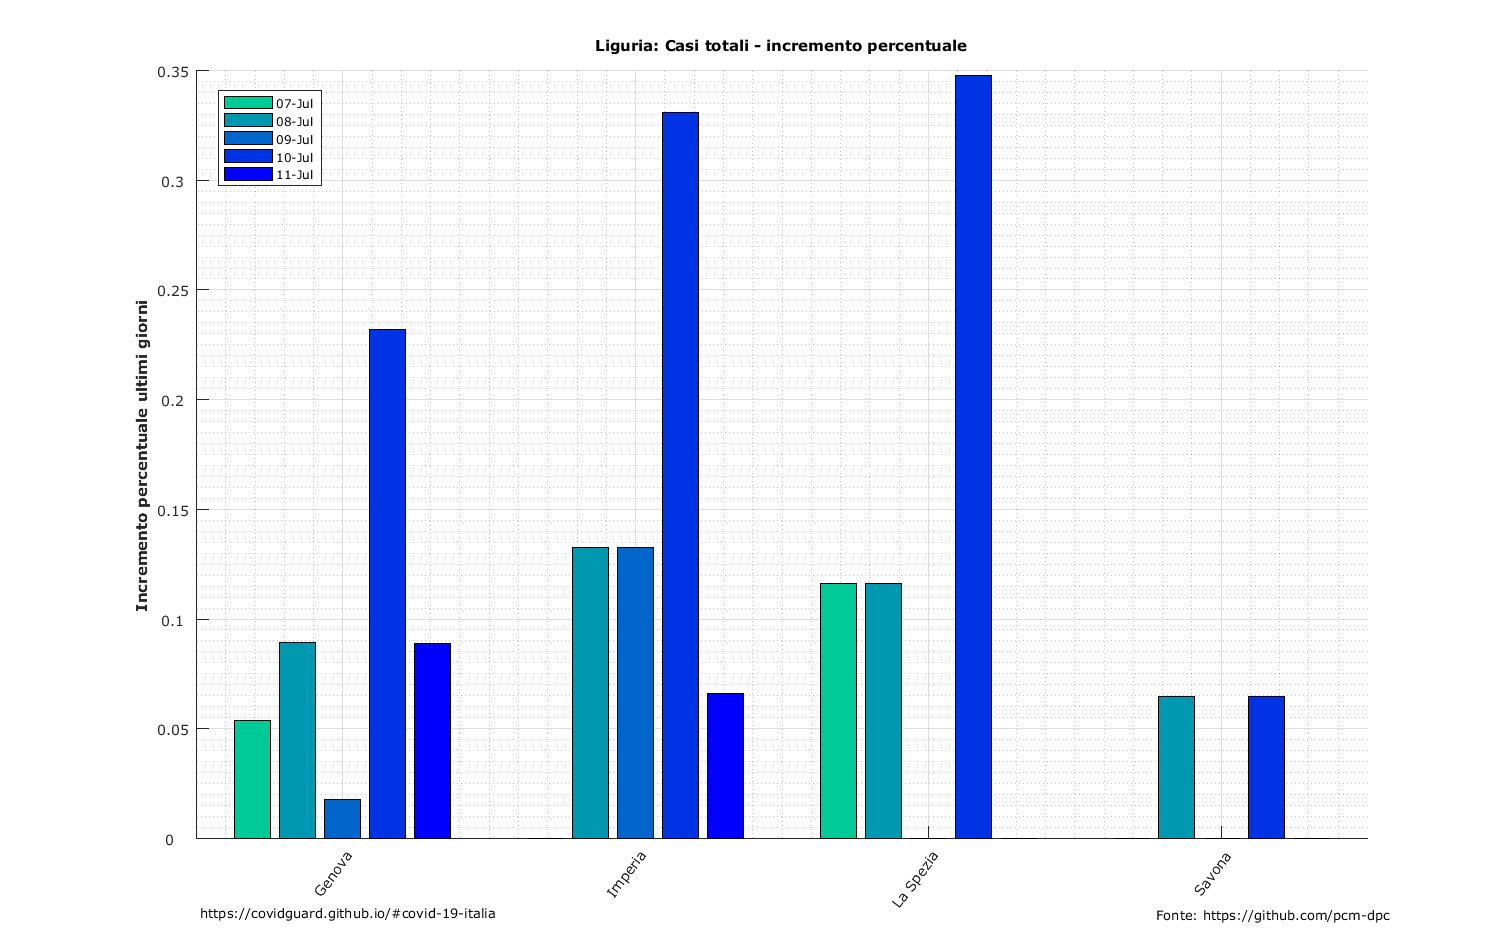 Liguria: Casi totali - incremento percentuale
Incremento percentuale ultimi giorni
0.35
0.3
0.25
0.2
0.15
0.1
0.05
0
07-Jul
08-Jul
09-Jul
10-Jul
11-Jul
Genova
Imperia
La Spezia
Savona
https://covidguard.github.io/#covid-19-italia
Fonte: https://github.com/pcm-dpc